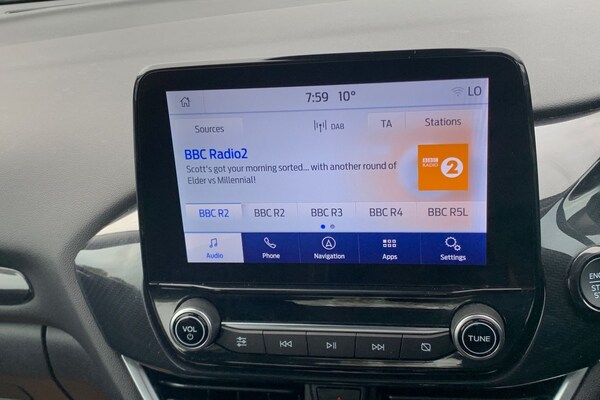 7:59 10° LO
Sources DAB TA Stations
BBC Radio2
Scott's got your morning sorted... with another round of
Elder vs Millennial!
BBC
RADIO
2
BBC R2 BBC R2 BBC R3 BBC R4 BBC R5L
Audio Phone Navigation Apps Settings
VOL
TUNE